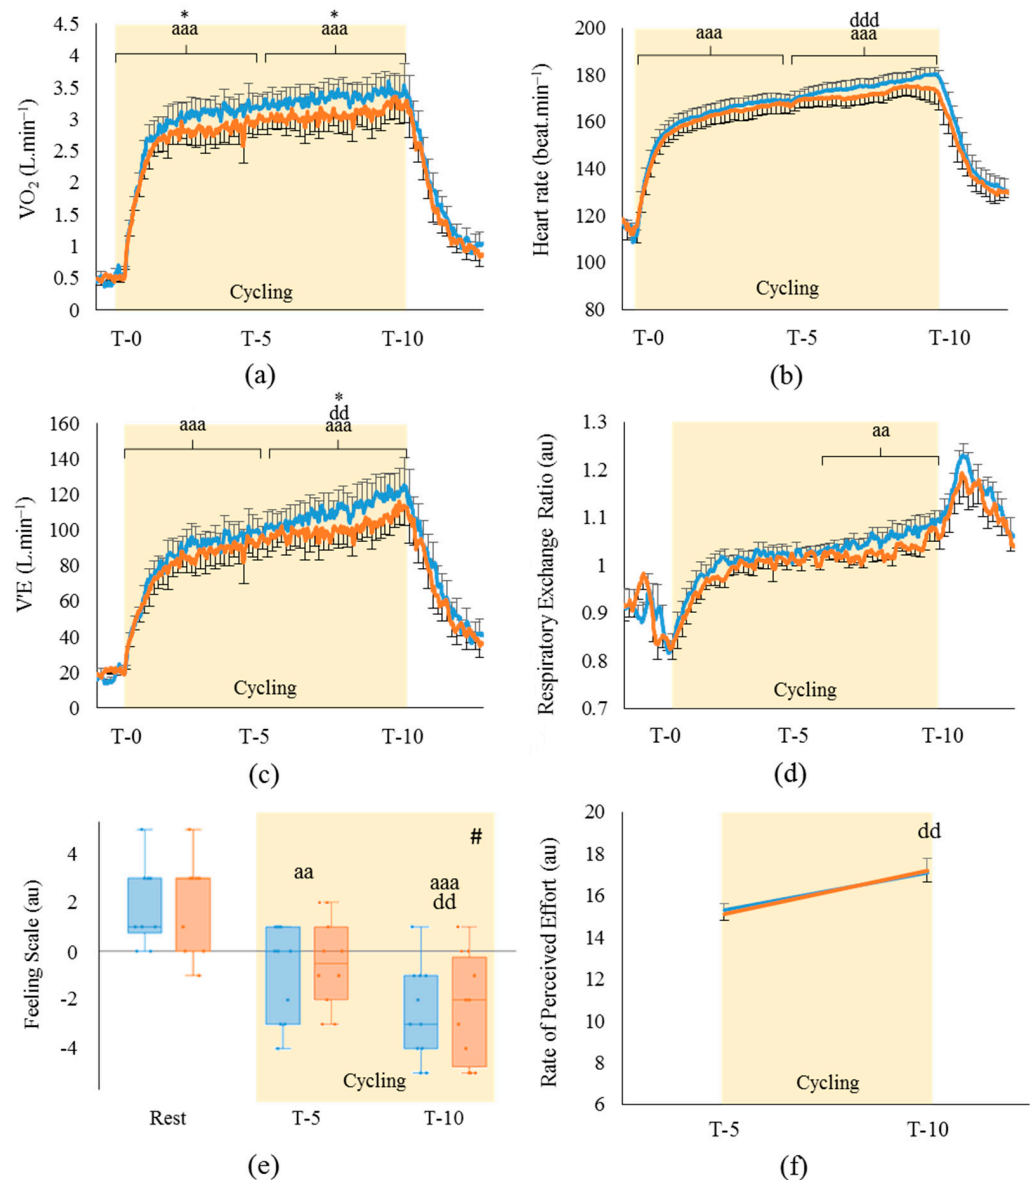 4.5
4
3.5
3
2.5
2
1.5
1
0.5
0
VO₂ (L.min⁻¹)
*
aaa
*
aaa
Cycling
T-0
T-5
T-10
(a)
200
180
160
140
120
100
80
Heart rate (beat.min⁻¹)
aaa
ddd
aaa
Cycling
T-0
T-5
T-10
(b)
160
140
120
100
80
60
40
20
0
V'E (L.min⁻¹)
aaa
*
dd
aaa
Cycling
T-0
T-5
T-10
(c)
1.3
1.2
1.1
1
0.9
0.8
0.7
Respiratory Exchange Ratio (au)
aa
Cycling
T-0
T-5
T-10
(d)
4
2
0
-2
-4
Feeling Scale (au)
#
aa
aaa
dd
Cycling
Rest
T-5
T-10
(e)
20
18
16
14
12
10
8
6
Rate of Perceived Effort (au)
dd
Cycling
T-5
T-10
(f)